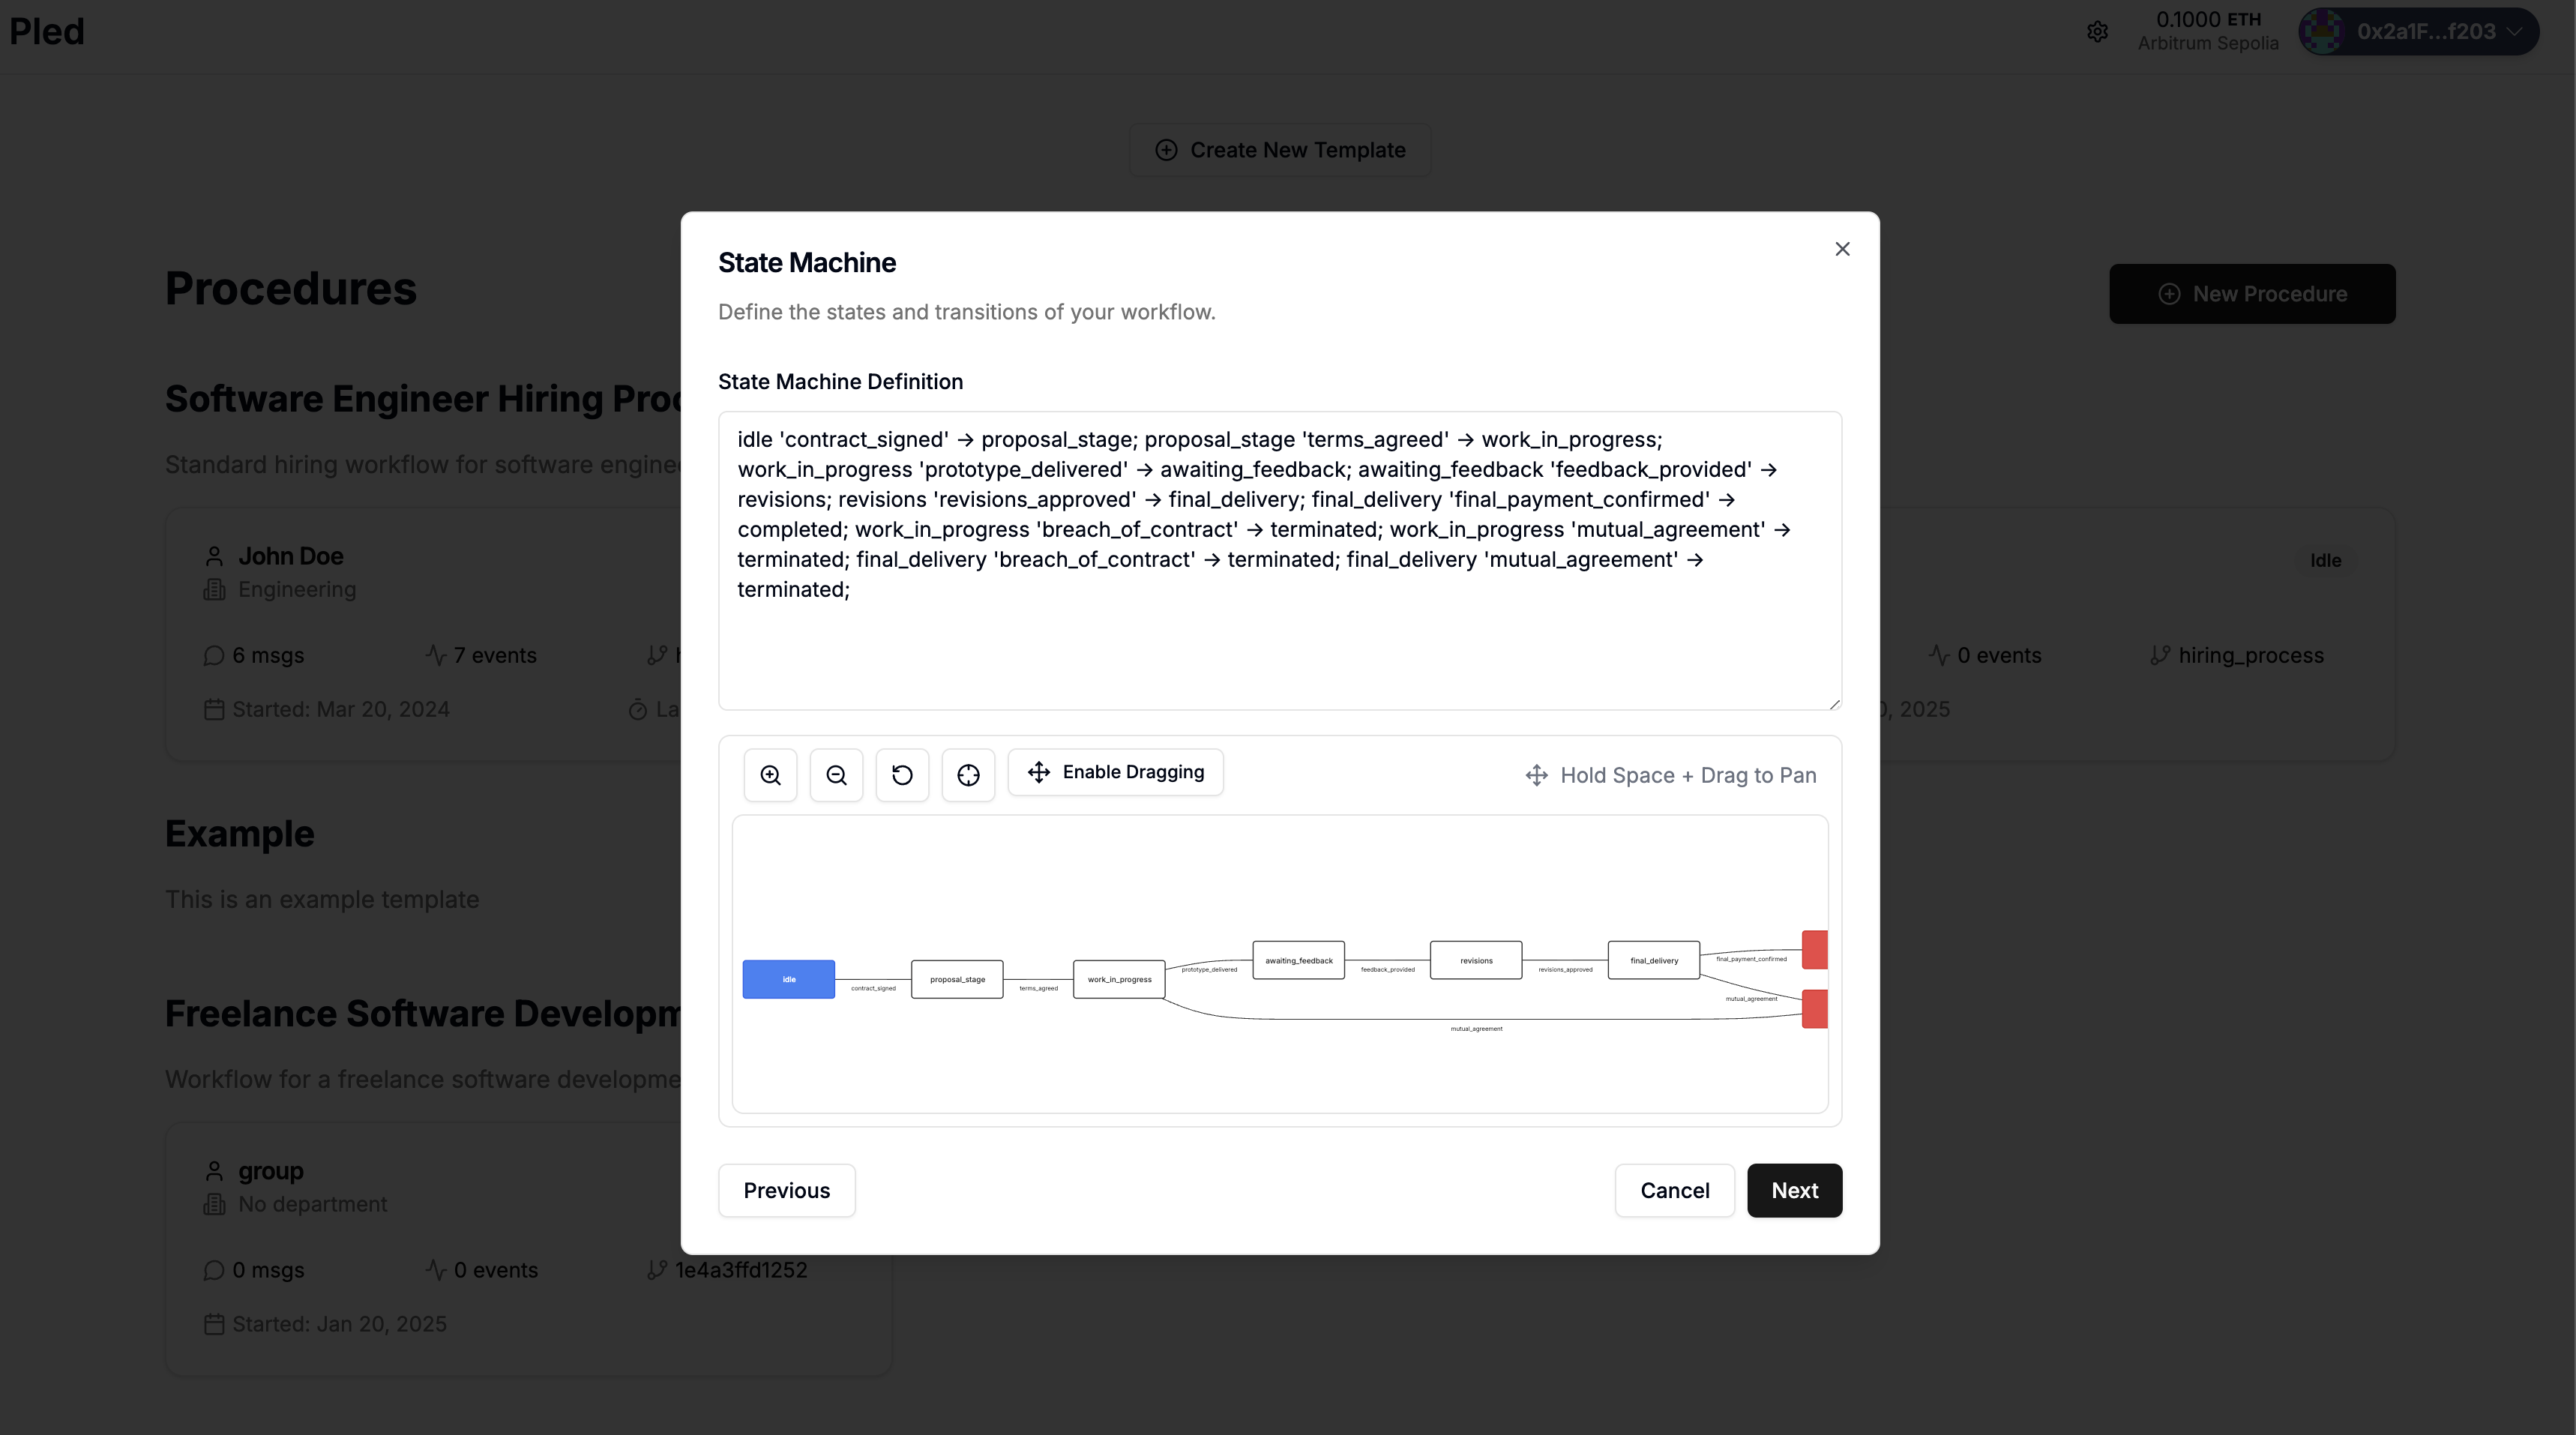 Pled
0.1000 ETH
Arbitrum Sepolia
0x2a1F...f203
Create New Template
Procedures
New Procedure
Software Engineer Hiring Proc
Standard hiring workflow for software engine
John Doe
Engineering
6 msgs
7 events
Started: Mar 20, 2024
La
Idle
0 events
hiring_process
0, 2025
Example
This is an example template
Freelance Software Developm
Workflow for a freelance software developme
group
No department
0 msgs
0 events
1e4a3ffd1252
Started: Jan 20, 2025
State Machine
Define the states and transitions of your workflow.
State Machine Definition
idle 'contract_signed' → proposal_stage; proposal_stage 'terms_agreed' → work_in_progress;
work_in_progress 'prototype_delivered' → awaiting_feedback; awaiting_feedback 'feedback_provided' →
revisions; revisions 'revisions_approved' → final_delivery; final_delivery 'final_payment_confirmed' →
completed; work_in_progress 'breach_of_contract' → terminated; work_in_progress 'mutual_agreement' →
terminated; final_delivery 'breach_of_contract' → terminated; final_delivery 'mutual_agreement' →
terminated;
Enable Dragging
Hold Space + Drag to Pan
idle
contract_signed
proposal_stage
terms_agreed
work_in_progress
prototype_delivered
awaiting_feedback
feedback_provided
revisions
revisions_approved
final_delivery
final_payment_confirmed
mutual_agreement
mutual_agreement
Previous
Cancel
Next